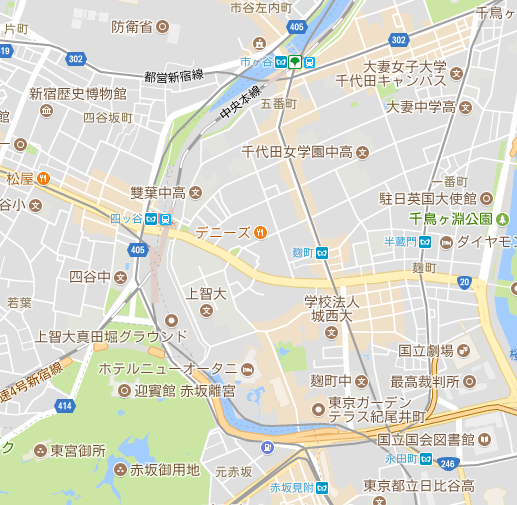 市谷左内町
片町
防衛省
405
千鳥ヶ
302
302
市ケ谷
都営新宿線
大妻女子大学
千代田キャンパス
新宿歴史博物館
中央本線
五番町
大妻中学高
四谷坂町
ー
千代田女学園中高
松屋
雙葉中高
一番町
駐日英国大使館
谷小
四ッ谷
デニーズ
千鳥ヶ淵公園
405
麹町
半蔵門
ダイヤモン
四谷中
麹町
20
若葉
上智大
学校法人
城西大
上智大真田堀グラウンド
国立劇場
ホテルニューオータニ
速4号新宿線
迎賓館 赤坂離宮
麹町中
最高裁判所
414
東京ガーデン
テラス紀尾井町
ク
東宮御所
国立国会図書館
赤坂御用地
元赤坂
永田町
246
赤坂見附
東京都立日比谷高